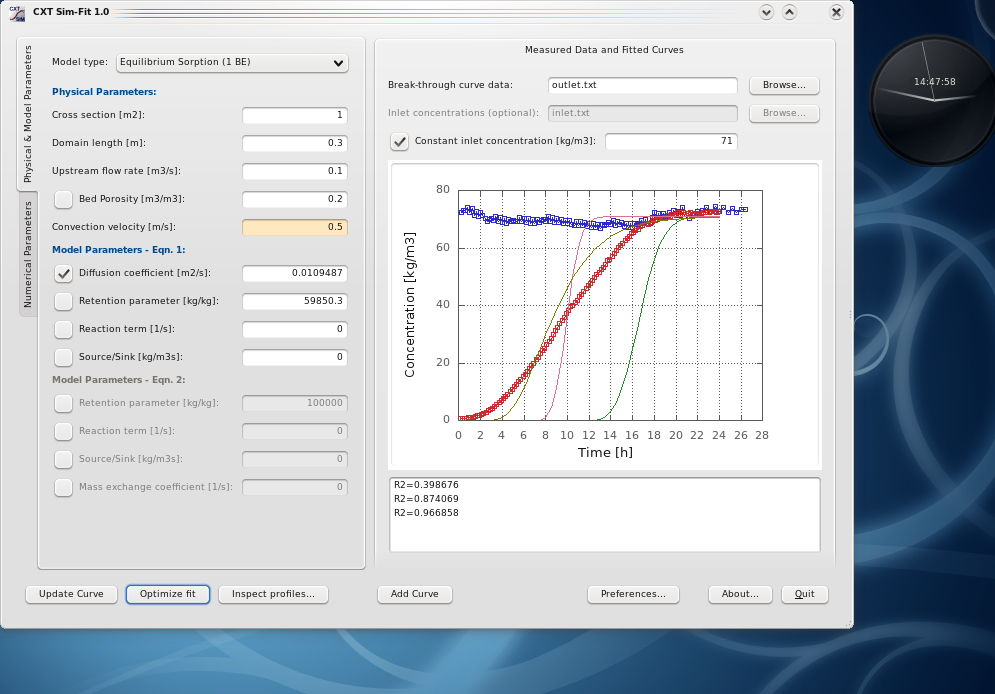 CXT Sim-Fit 1.0
Physical & Model Parameters
Numerical Parameters
Model type: Equilibrium Sorption (1 BE)
Physical Parameters:
Cross section [m2]: 1
Domain length [m]: 0.3
Upstream flow rate [m3/s]: 0.1
Bed Porosity [m3/m3]: 0.2
Convection velocity [m/s]: 0.5
Model Parameters - Eqn. 1:
Diffusion coefficient [m2/s]: 0.0109487
Retention parameter [kg/kg]: 59850.3
Reaction term [1/s]: 0
Source/Sink [kg/m3s]: 0
Model Parameters - Eqn. 2:
Retention parameter [kg/kg]: 100000
Reaction term [1/s]: 0
Source/Sink [kg/m3s]: 0
Mass exchange coefficient [1/s]: 0
Measured Data and Fitted Curves
Break-through curve data: outlet.txt Browse...
Inlet concentrations (optional): inlet.txt Browse...
Constant inlet concentration [kg/m3]: 71
Concentration [kg/m3]
80
60
40
20
0
0 2 4 6 8 10 12 14 16 18 20 22 24 26 28
Time [h]
R2=0.398676
R2=0.874069
R2=0.966858
Update Curve Optimize fit Inspect profiles... Add Curve Preferences... About... Quit
14:47:58